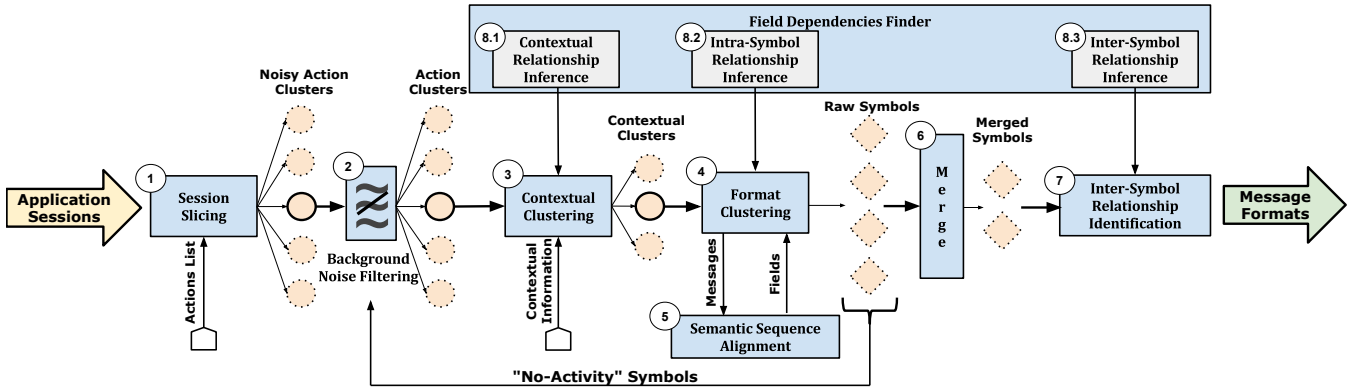 Field Dependencies Finder
8.1
Contextual
Relationship
Inference
8.2
Intra-Symbol
Relationship
Inference
8.3
Inter-Symbol
Relationship
Inference
Noisy Action
Clusters
Action
Clusters
Contextual
Clusters
Raw Symbols
Merged
Symbols
Application
Sessions
1
Session
Slicing
Actions List
2
Background
Noise Filtering
3
Contextual
Clustering
Contextual
Information
4
Format
Clustering
Messages
Fields
5
Semantic Sequence
Alignment
6
M
e
r
g
e
7
Inter-Symbol
Relationship
Identification
Message
Formats
"No-Activity" Symbols